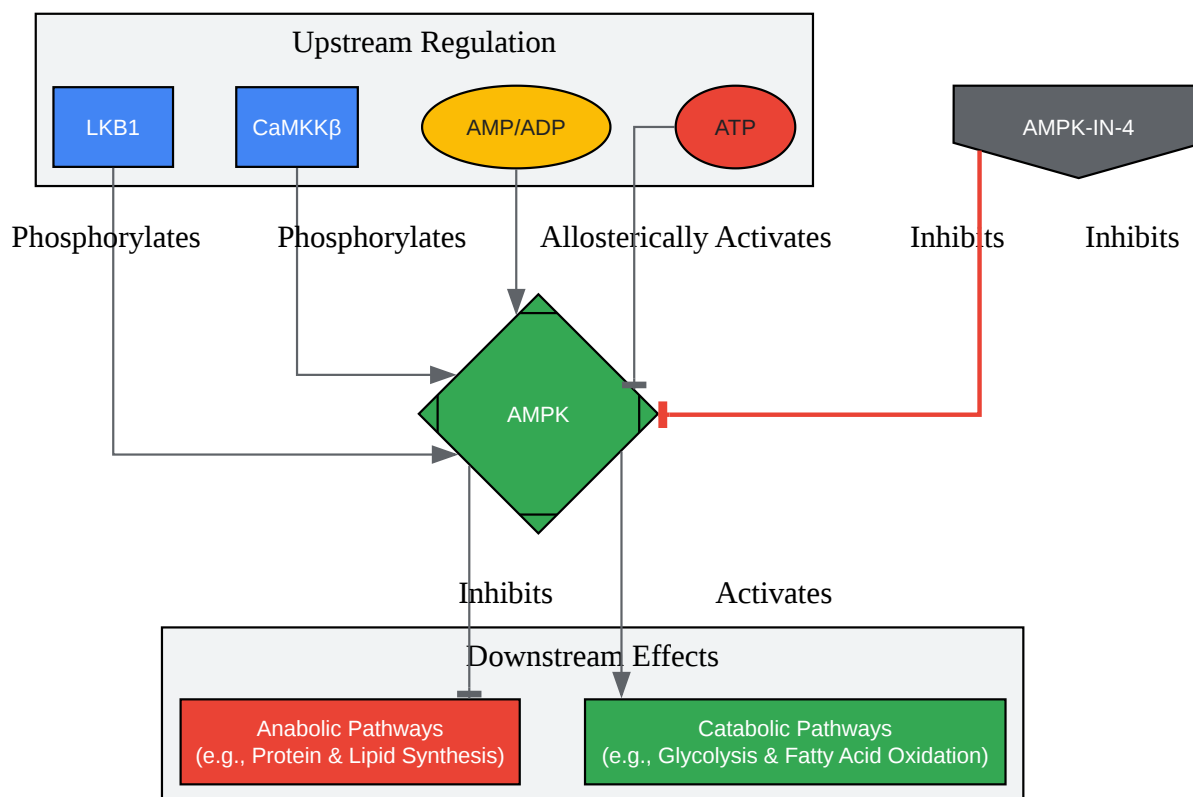 Upstream Regulation
LKB1
CaMKKβ
AMP/ADP
ATP
AMPK-IN-4
Phosphorylates
Phosphorylates
Allosterically Activates
Inhibits
Inhibits
AMPK
Inhibits
Activates
Downstream Effects
Anabolic Pathways
(e.g., Protein & Lipid Synthesis)
Catabolic Pathways
(e.g., Glycolysis & Fatty Acid Oxidation)